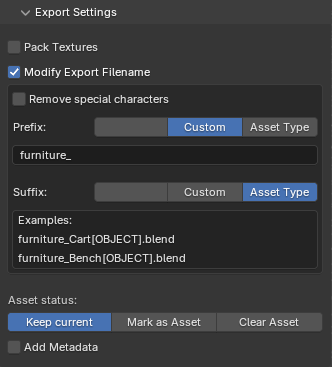 Export Settings
Pack Textures
Modify Export Filename
Remove special characters
Prefix: Custom Asset Type
furniture_
Suffix: Custom Asset Type
Examples:
furniture_Cart[OBJECT].blend
furniture_Bench[OBJECT].blend
Asset status:
Keep current Mark as Asset Clear Asset
Add Metadata